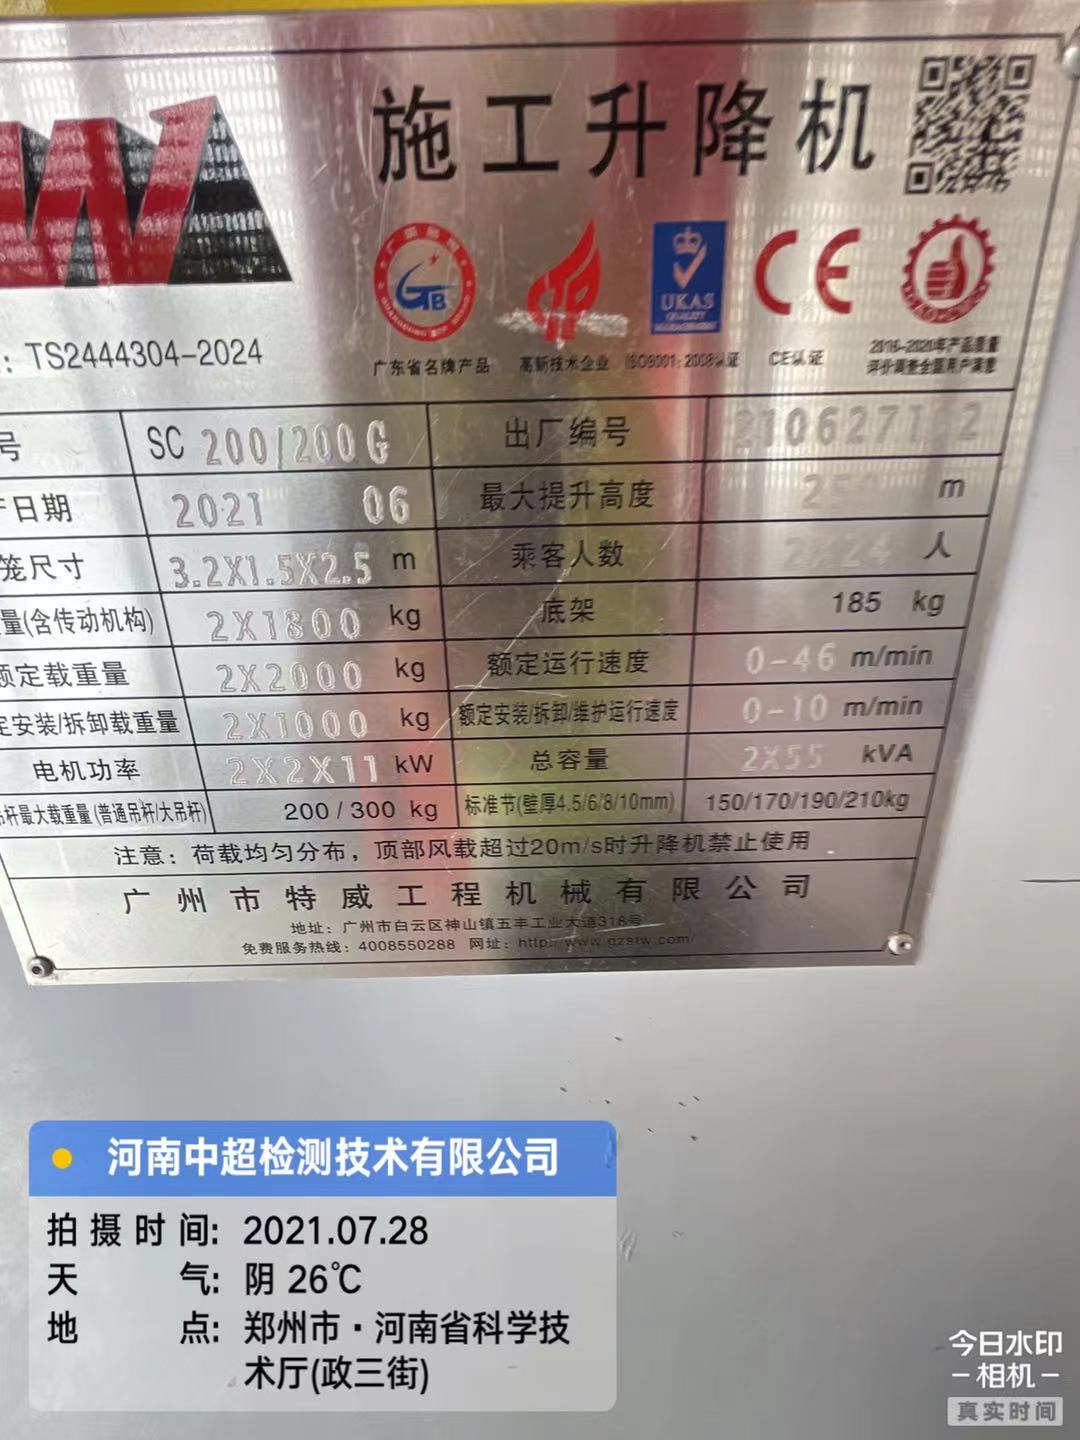 施工升降机
广东省名牌产品
高新技术企业
UKAS
QUALITY
MANAGEMENT
ISO9001:2008认证
CE
CE认证
2016-2020年产品质量
评价调查全国用户满意
: TS2444304-2024
号 SC 200/200G 出厂编号
日期 2021 06 最大提升高度 m
笼尺寸 3.2X1.5X2.5 m 乘客人数 人
量(含传动机构) 2X1800 kg 底架 185 kg
额定载重量 2X2000 kg 额定运行速度 0-46 m/min
定安装/拆卸载重量 2X1000 kg 额定安装/拆卸/维护运行速度 0-10 m/min
电机功率 2X2X11 kW 总容量 2X55 kVA
吊杆最大载重量(普通吊杆/大吊杆) 200/300 kg 标准节(壁厚4.5/6/8/10mm) 150/170/190/210kg
注意：荷载均匀分布，顶部风载超过20m/s时升降机禁止使用
广州市特威工程机械有限公司
地址：广州市白云区神山镇五丰工业大道318号
免费服务热线：4008550288 网址：http://www.gzstw.com/
河南中超检测技术有限公司
拍摄时间: 2021.07.28
天气: 阴 26℃
地点: 郑州市·河南省科学技
术厅(政三街)
今日水印
-相机-
真实时间